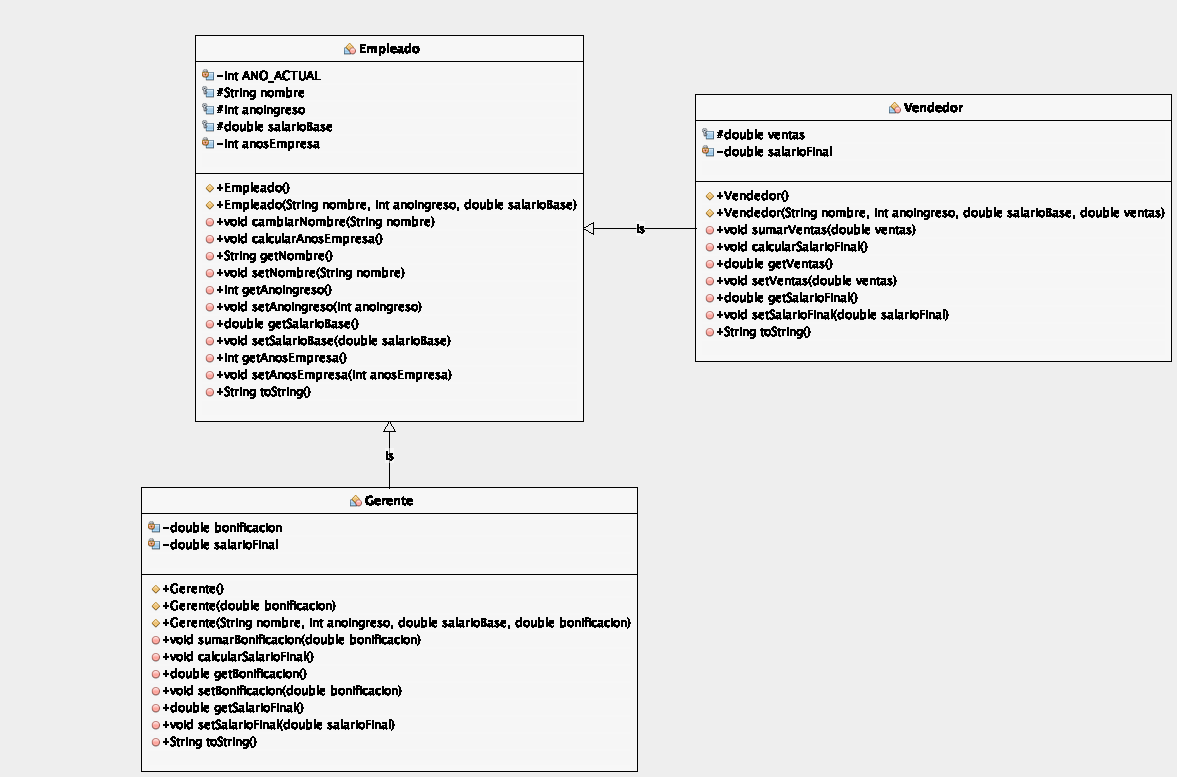 Empleado
-int ANO_ACTUAL
#String nombre
#int anoIngreso
#double salarioBase
-int anosEmpresa
+Empleado()
+Empleado(String nombre, int anoIngreso, double salarioBase)
+void cambiarNombre(String nombre)
+void calcularAnosEmpresa()
+String getNombre()
+void setNombre(String nombre)
+int getAnoIngreso()
+void setAnoIngreso(int anoIngreso)
+double getSalarioBase()
+void setSalarioBase(double salarioBase)
+int getAnosEmpresa()
+void setAnosEmpresa(int anosEmpresa)
+String toString()
is
Vendedor
#double ventas
-double salarioFinal
+Vendedor()
+Vendedor(String nombre, int anoIngreso, double salarioBase, double ventas)
+void sumarVentas(double ventas)
+void calcularSalarioFinal()
+double getVentas()
+void setVentas(double ventas)
+double getSalarioFinal()
+void setSalarioFinal(double salarioFinal)
+String toString()
is
Gerente
-double bonificacion
-double salarioFinal
+Gerente()
+Gerente(double bonificacion)
+Gerente(String nombre, int anoIngreso, double salarioBase, double bonificacion)
+void sumarBonificacion(double bonificacion)
+void calcularSalarioFinal()
+double getBonificacion()
+void setBonificacion(double bonificacion)
+double getSalarioFinal()
+void setSalarioFinal(double salarioFinal)
+String toString()